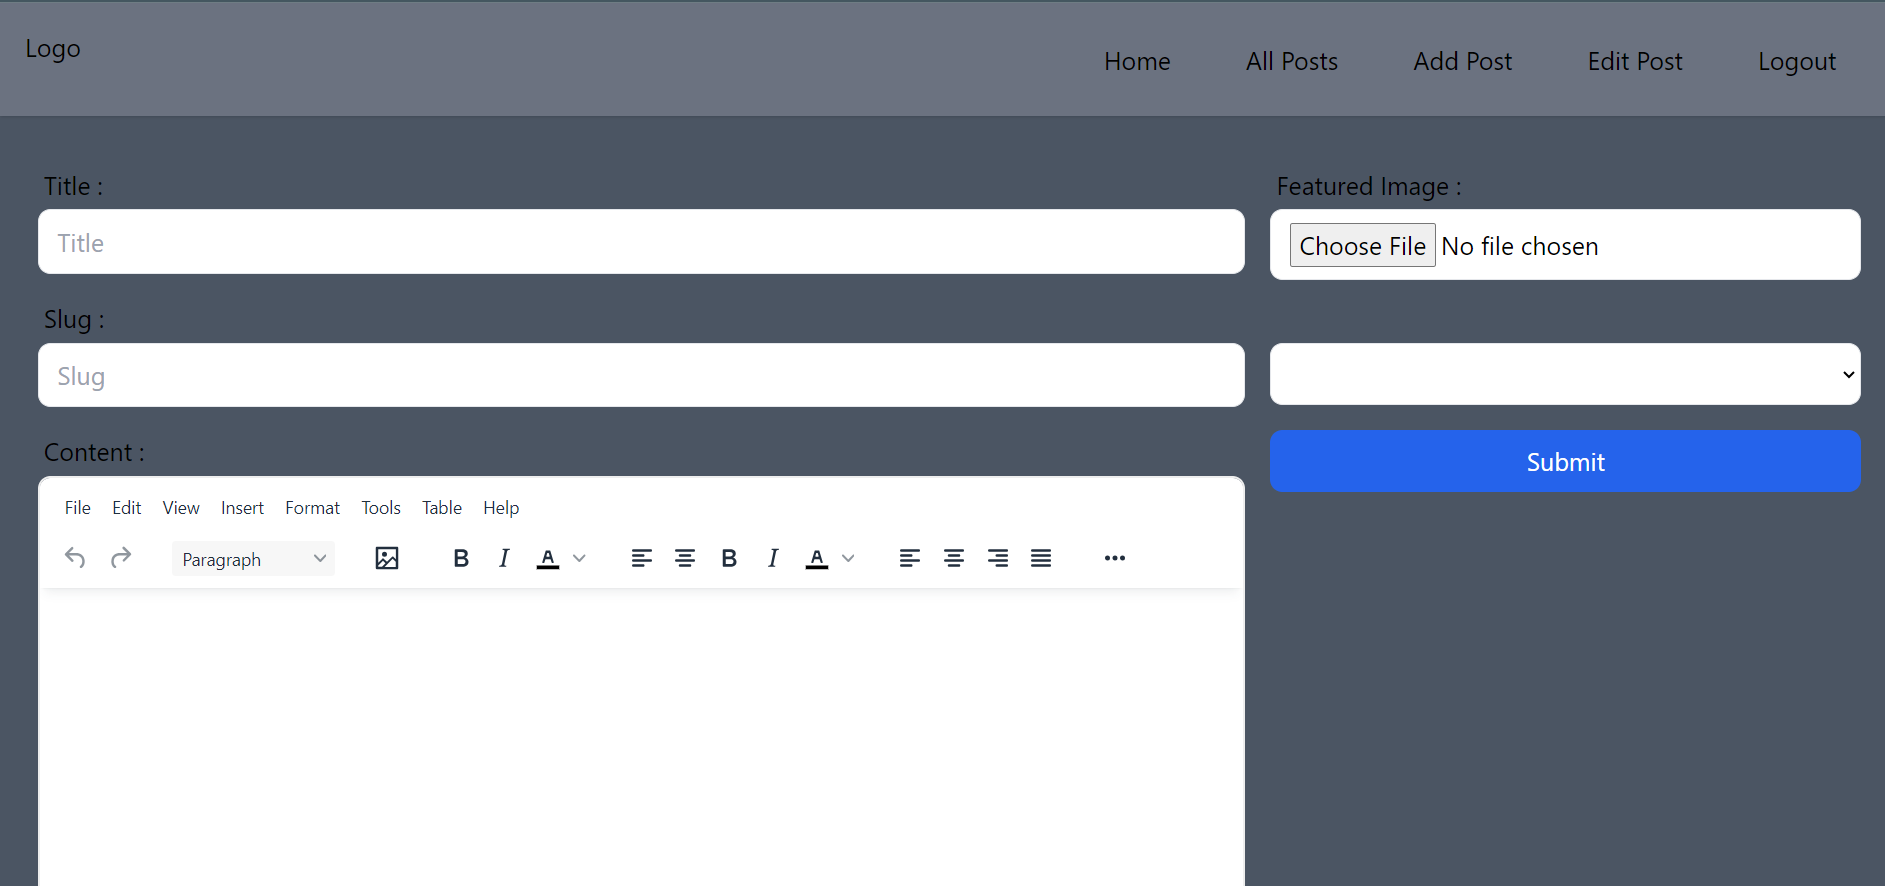 Logo
Home All Posts Add Post Edit Post Logout
Title :
Title
Featured Image :
Choose File No file chosen
Slug :
Slug
Submit
Content :
File Edit View Insert Format Tools Table Help
Paragraph B I A B I A